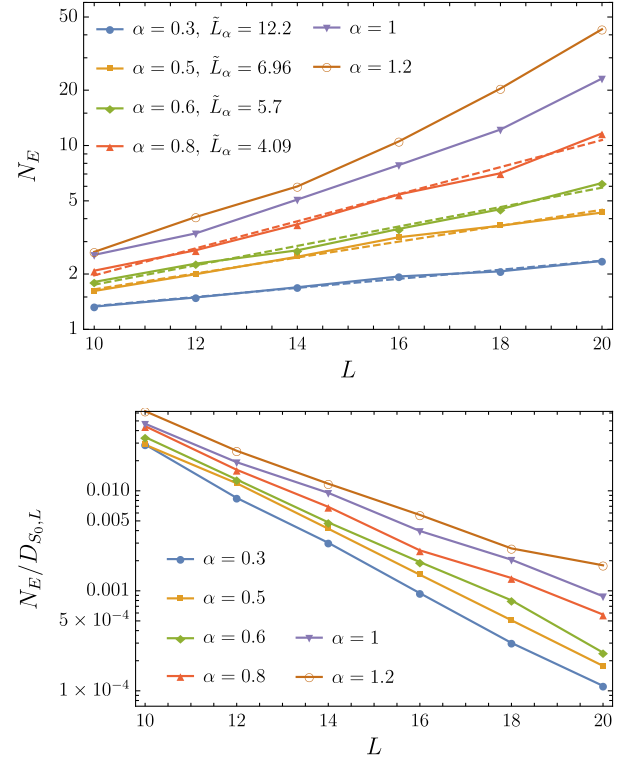 50
20
10
5
2
1
N_E
α = 0.3, L̃_α = 12.2
α = 0.5, L̃_α = 6.96
α = 0.6, L̃_α = 5.7
α = 0.8, L̃_α = 4.09
α = 1
α = 1.2
10 12 14 16 18 20
L
0.010
0.005
0.001
5 × 10⁻⁴
1 × 10⁻⁴
N_E/D_{S₀,L}
α = 0.3
α = 0.5
α = 0.6
α = 0.8
α = 1
α = 1.2
10 12 14 16 18 20
L